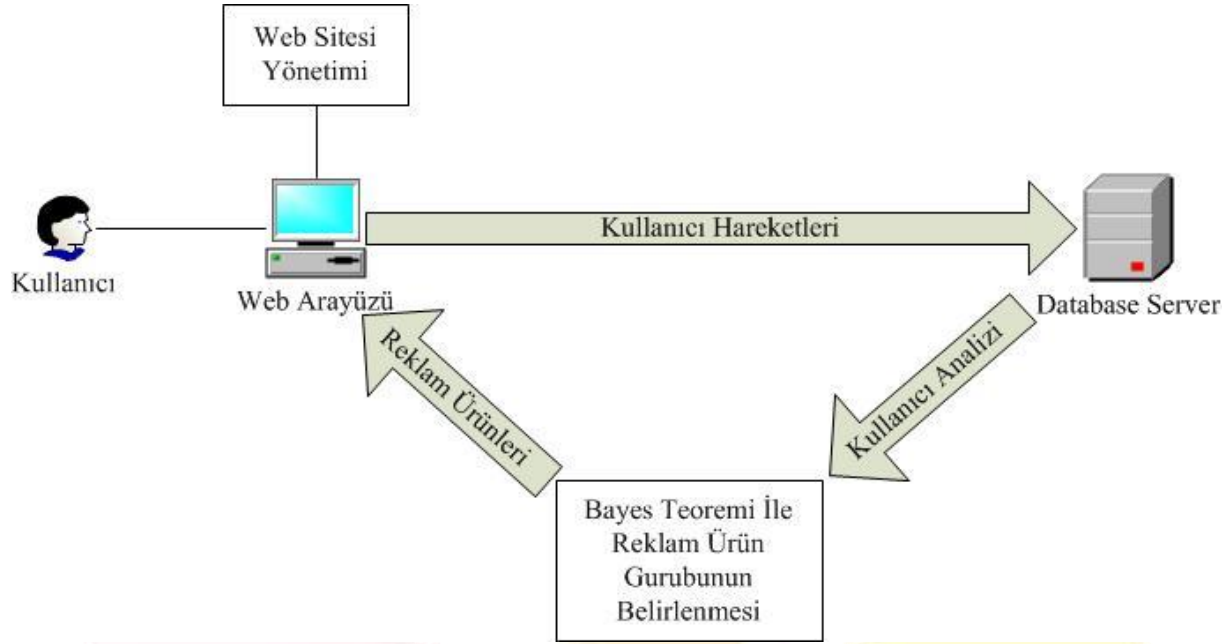 Web Sitesi
Yönetimi
Kullanıcı
Web Arayüzü
Kullanıcı Hareketleri
Database Server
Reklam Ürünleri
Kullanıcı Analizi
Bayes Teoremi İle
Reklam Ürün
Gurubunun
Belirlenmesi